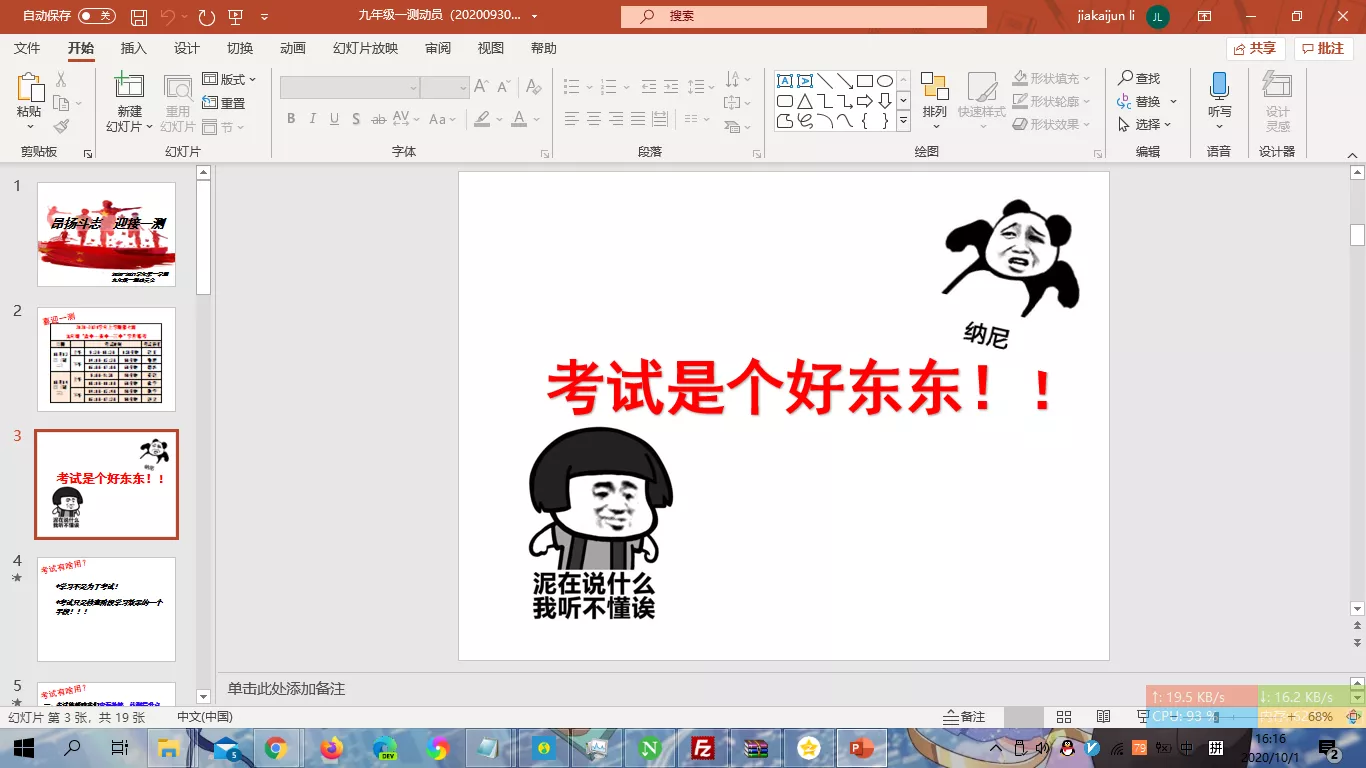 自动保存 关
九年级一测动员（20200930...
搜索
jiakaijun li JL
文件 开始 插入 设计 切换 动画 幻灯片放映 审阅 视图 帮助
共享 批注
粘贴
剪贴板
新建
幻灯片
重用
幻灯片
版式
重置
节
幻灯片
B I U S ab AV Aa A
字体
段落
排列
快速样式
形状填充
形状轮廓
形状效果
绘图
查找
替换
选择
编辑
听写
语音
设计
灵感
设计器
1
昂扬斗志 迎接一测
2
喜迎一测
3
考试是个好东东！！
纳尼
泥在说什么
我听不懂诶
4
考试有啥用？
*学习不是为了考试！
*考试只是检查阶段学习效果的一个
手段！！！
5
考试有啥用？
纳尼
考试是个好东东！！
泥在说什么
我听不懂诶
单击此处添加备注
幻灯片 第 3 张，共 19 张
中文(中国)
备注
68%
↑: 19.5 KB/s
↓: 16.2 KB/s
CPU: 93 %
5
DEV
79
中
拼
16:16
2020/10/1
2